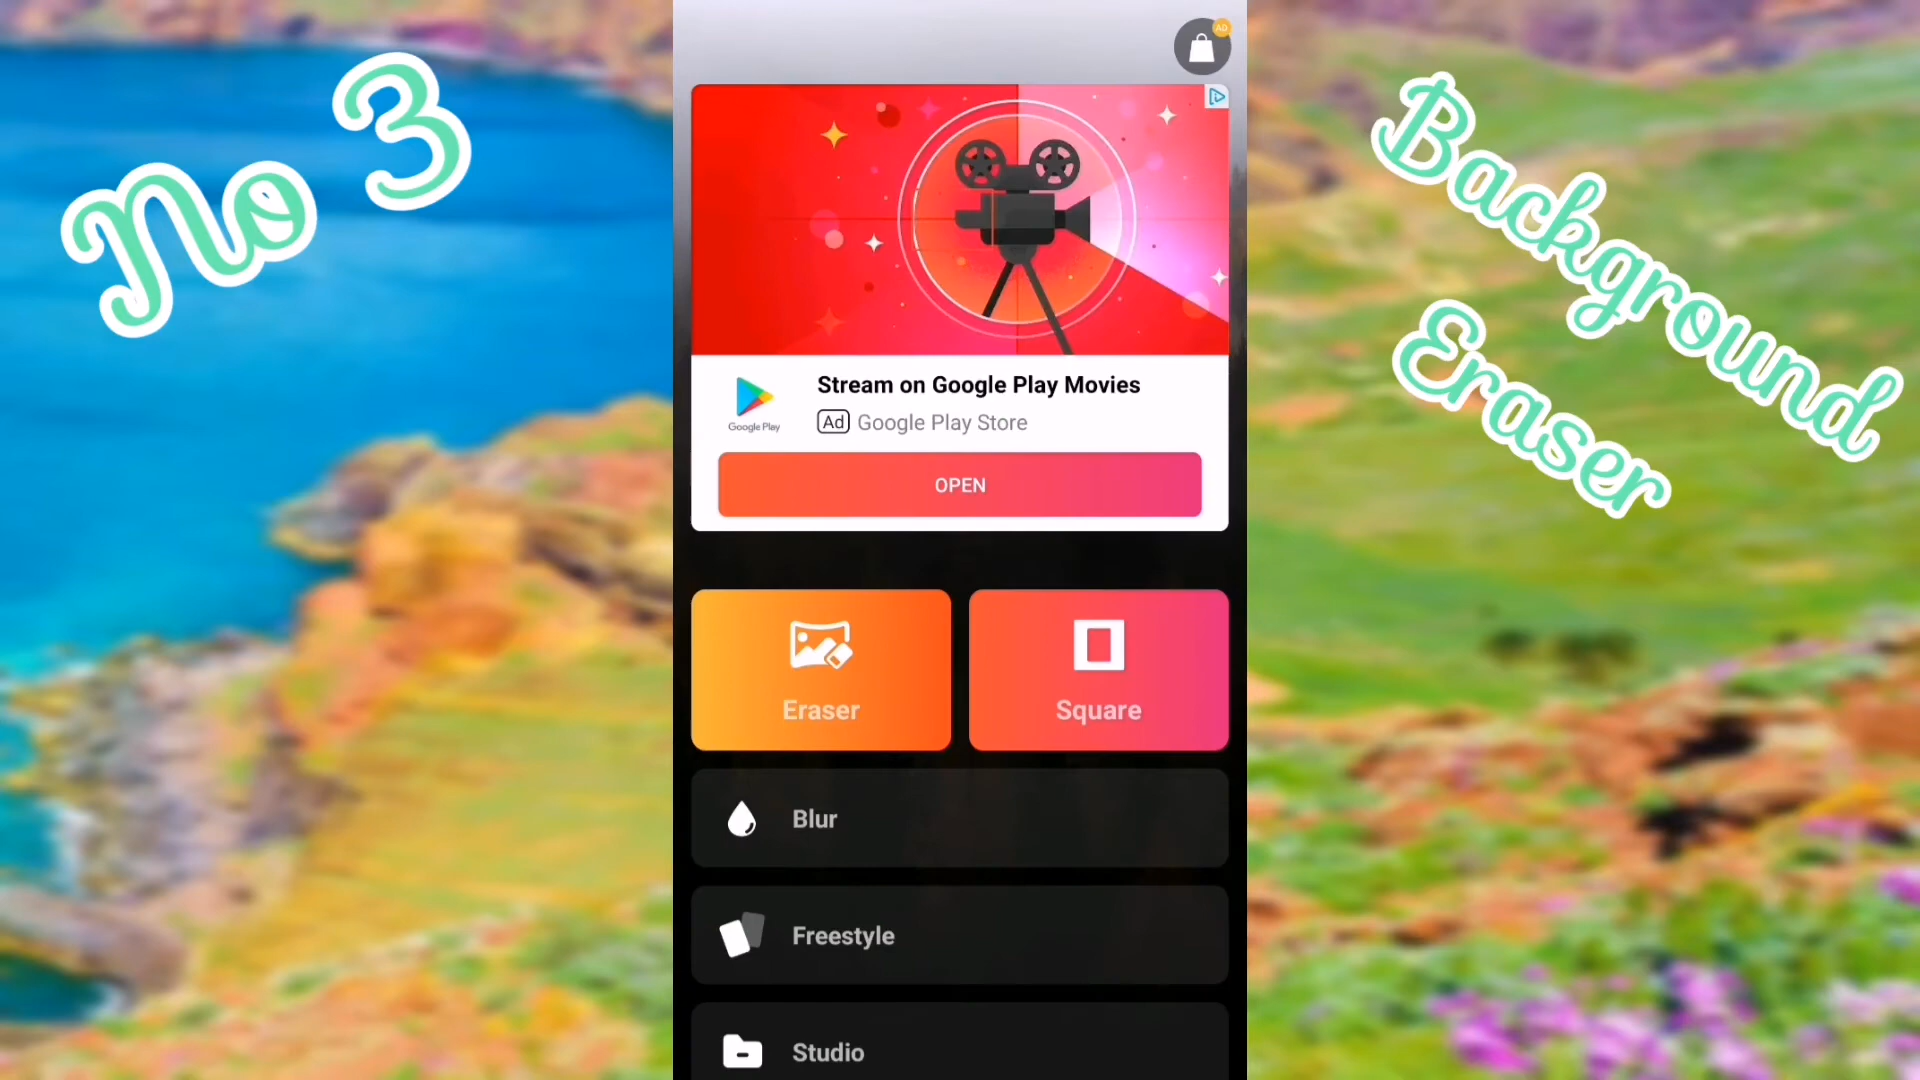 No 3
Background
Eraser
AD
Stream on Google Play Movies
Google Play
Ad Google Play Store
OPEN
Eraser
Square
Blur
Freestyle
Studio